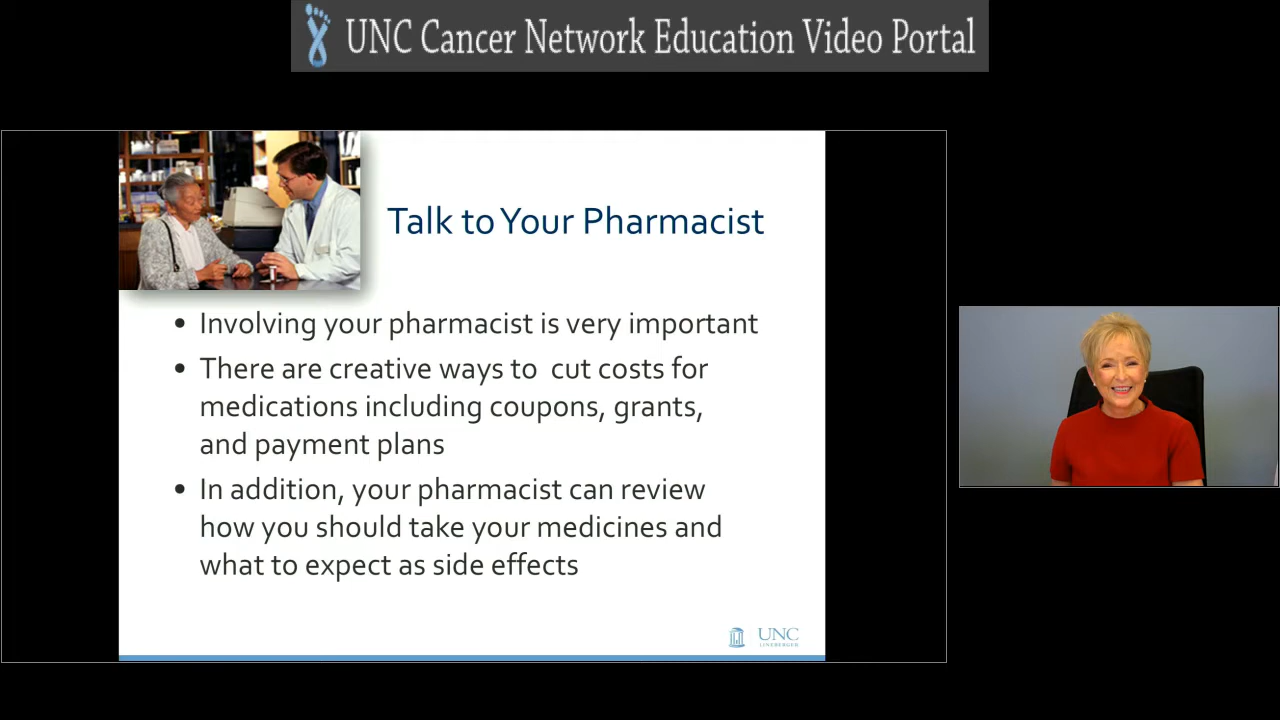 UNC Cancer Network Education Video Portal
Talk to Your Pharmacist
• Involving your pharmacist is very important
• There are creative ways to cut costs for
medications including coupons, grants,
and payment plans
• In addition, your pharmacist can review
how you should take your medicines and
what to expect as side effects
UNC
LINEBERGER